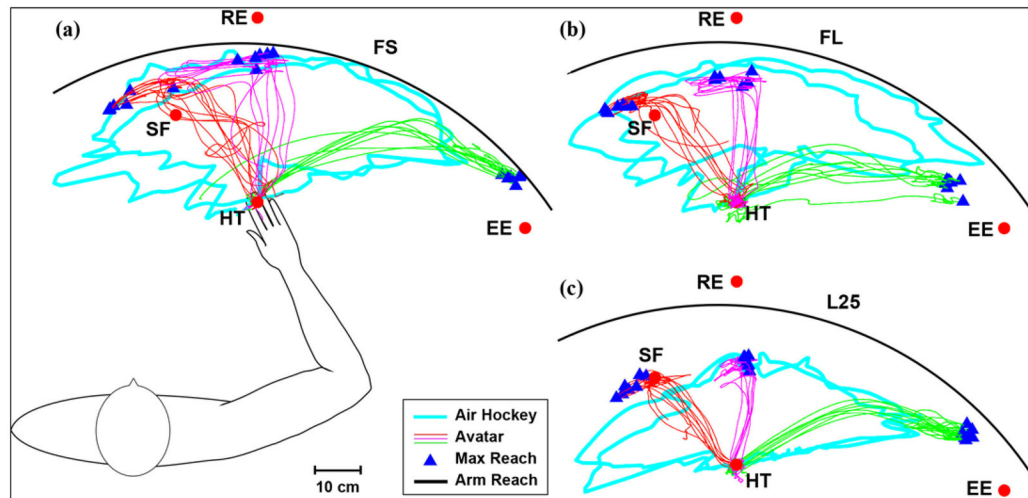 (a)
RE
FS
SF
HT
EE
(b)
RE
FL
SF
HT
EE
(c)
RE
L25
SF
HT
EE
Air Hockey
Avatar
Max Reach
Arm Reach
10 cm